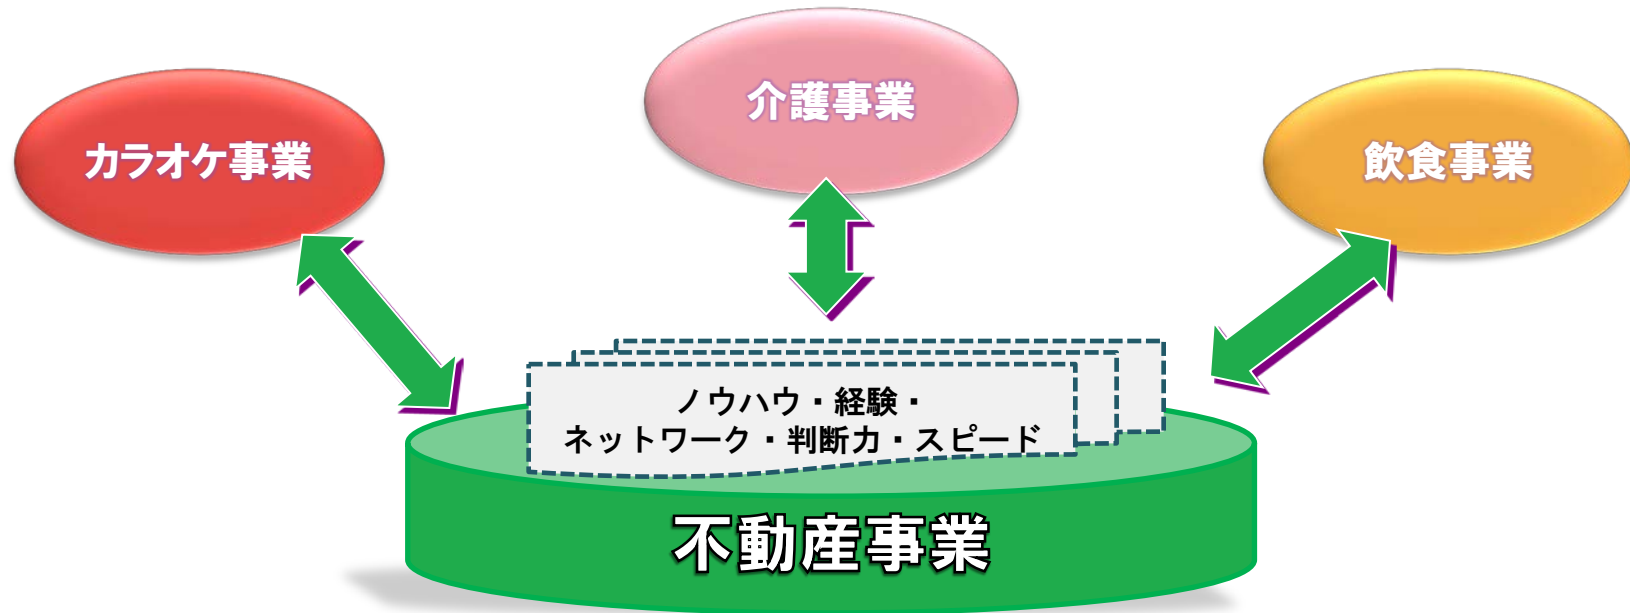 介護事業
カラオケ事業
飲食事業
ノウハウ・経験・
ネットワーク・判断力・スピード
不動産事業